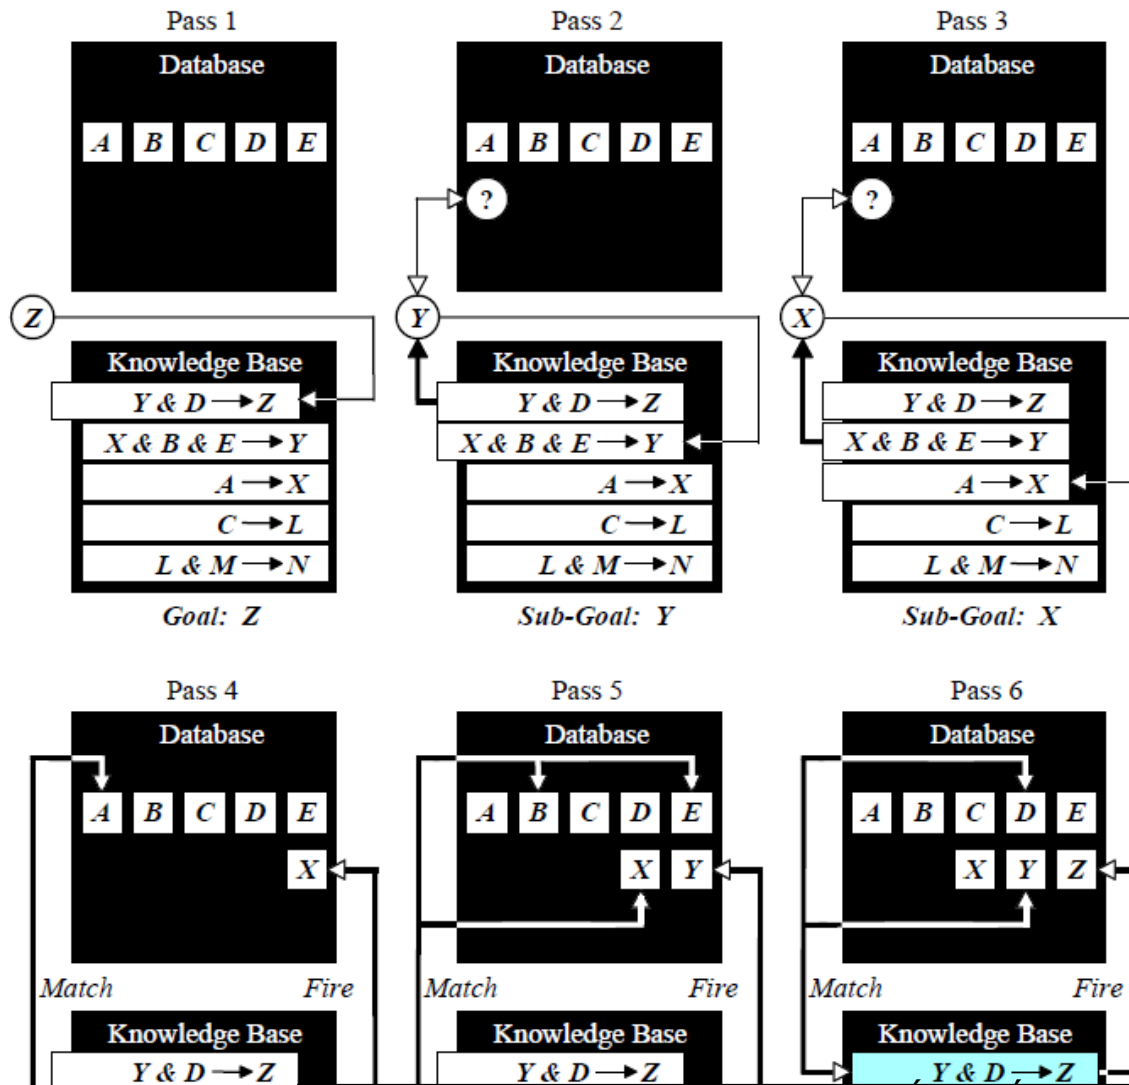 Pass 1
Database
A B C D E
Z
Knowledge Base
Y & D → Z
X & B & E → Y
A → X
C → L
L & M → N
Goal: Z
Pass 2
Database
A B C D E
?
Y
Knowledge Base
Y & D → Z
X & B & E → Y
A → X
C → L
L & M → N
Sub-Goal: Y
Pass 3
Database
A B C D E
?
X
Knowledge Base
Y & D → Z
X & B & E → Y
A → X
C → L
L & M → N
Sub-Goal: X
Pass 4
Database
A B C D E
X
Match Fire
Knowledge Base
Y & D → Z
Pass 5
Database
A B C D E
X Y
Match Fire
Knowledge Base
Y & D → Z
Pass 6
Database
A B C D E
X Y Z
Match Fire
Knowledge Base
Y & D → Z